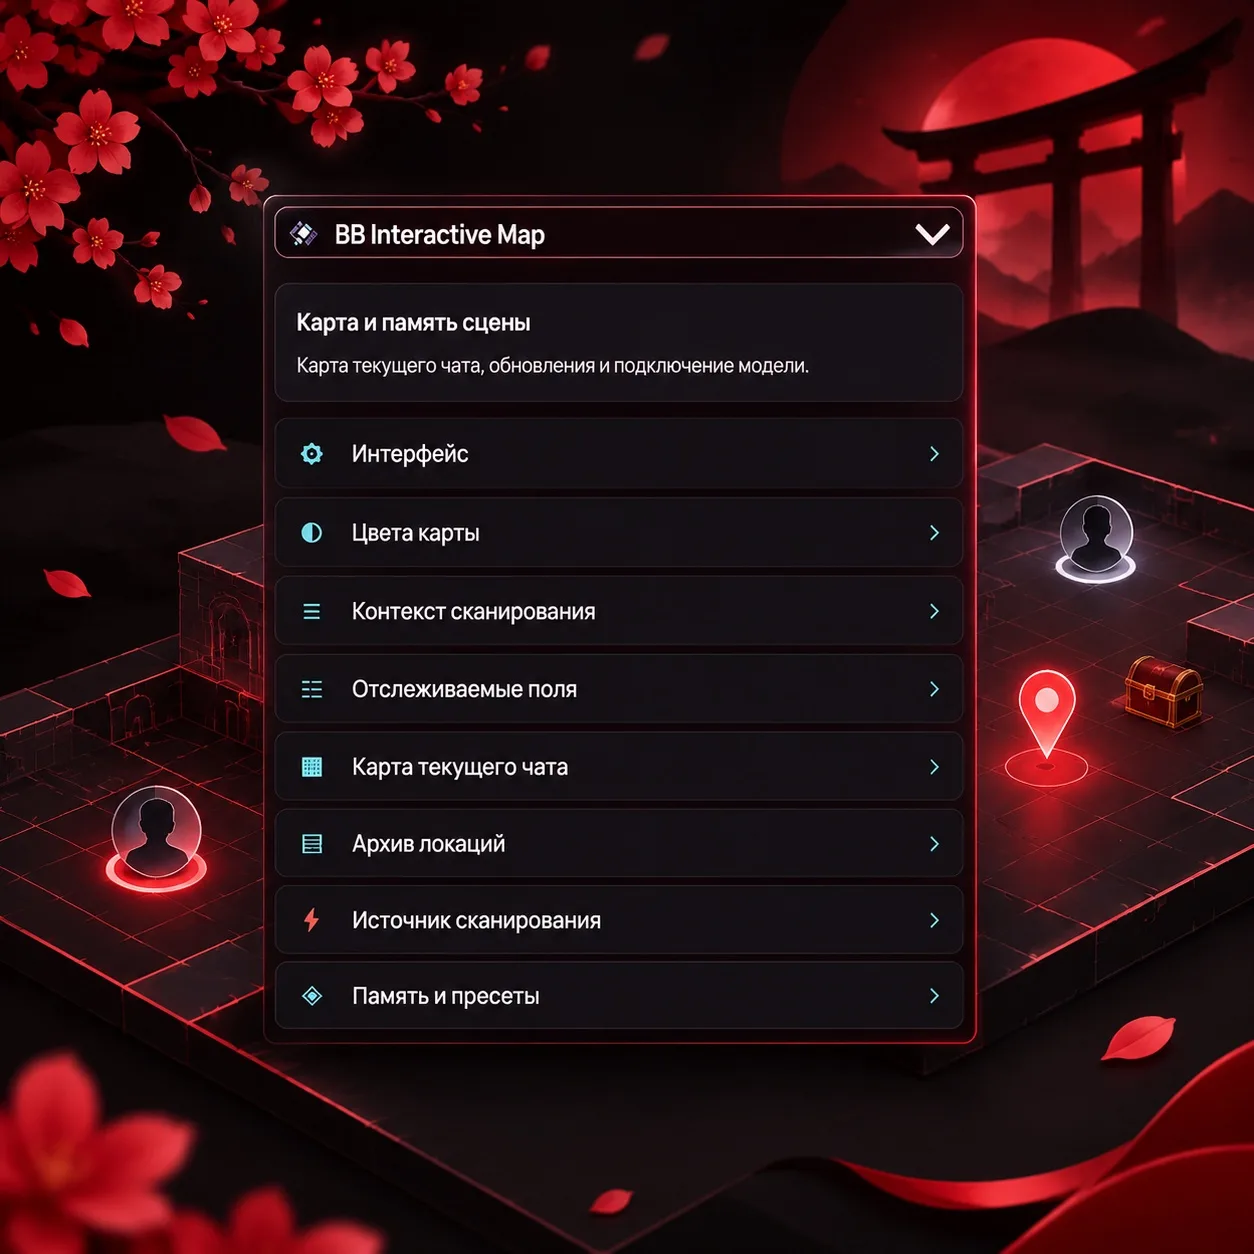 BB Interactive Map
Карта и память сцены
Карта текущего чата, обновления и подключение модели.
Интерфейс
Цвета карты
Контекст сканирования
Отслеживаемые поля
Карта текущего чата
Архив локаций
Источник сканирования
Память и пресеты